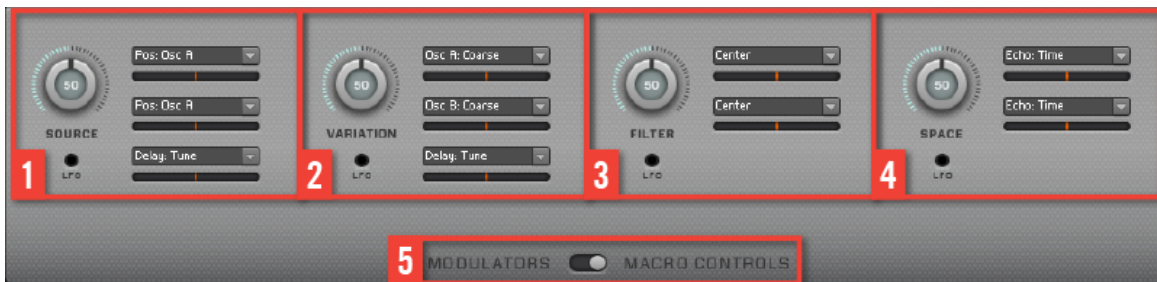 Pos: Osc A
50
Pos: Osc A
SOURCE
Delay: Tune
LFO
1
Osc A: Coarse
50
Osc B: Coarse
VARIATION
Delay: Tune
LFO
2
Center
50
Center
FILTER
LFO
3
Echo: Time
50
Echo: Time
SPACE
LFO
4
5
MODULATORS MACRO CONTROLS